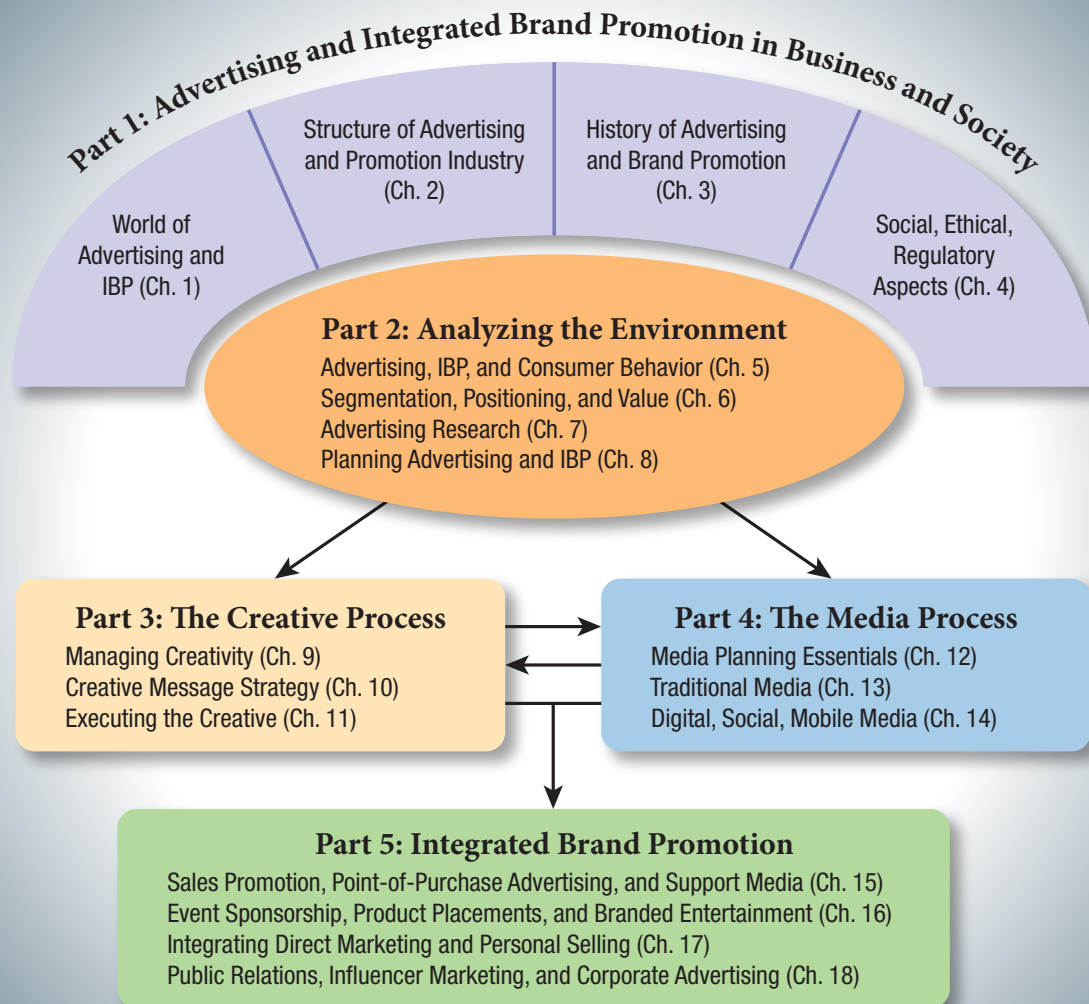 Part 1: Advertising and Integrated Brand Promotion in Business and Society
World of
Advertising and
IBP (Ch. 1)
Structure of Advertising
and Promotion Industry
(Ch. 2)
History of Advertising
and Brand Promotion
(Ch. 3)
Social, Ethical,
Regulatory
Aspects (Ch. 4)
Part 2: Analyzing the Environment
Advertising, IBP, and Consumer Behavior (Ch. 5)
Segmentation, Positioning, and Value (Ch. 6)
Advertising Research (Ch. 7)
Planning Advertising and IBP (Ch. 8)
Part 3: The Creative Process
Managing Creativity (Ch. 9)
Creative Message Strategy (Ch. 10)
Executing the Creative (Ch. 11)
Part 4: The Media Process
Media Planning Essentials (Ch. 12)
Traditional Media (Ch. 13)
Digital, Social, Mobile Media (Ch. 14)
Part 5: Integrated Brand Promotion
Sales Promotion, Point-of-Purchase Advertising, and Support Media (Ch. 15)
Event Sponsorship, Product Placements, and Branded Entertainment (Ch. 16)
Integrating Direct Marketing and Personal Selling (Ch. 17)
Public Relations, Influencer Marketing, and Corporate Advertising (Ch. 18)